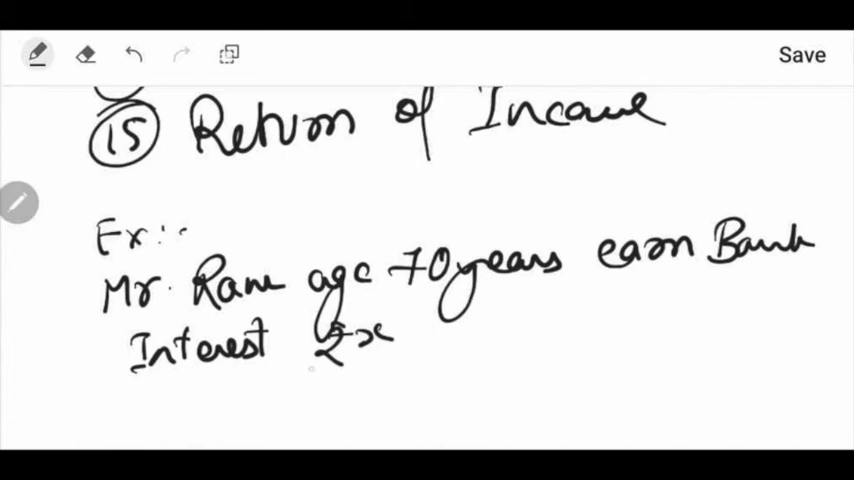 Save
15 Return of Income
Ex:-
Mr. Ram age 70 years earn Bank
Interest